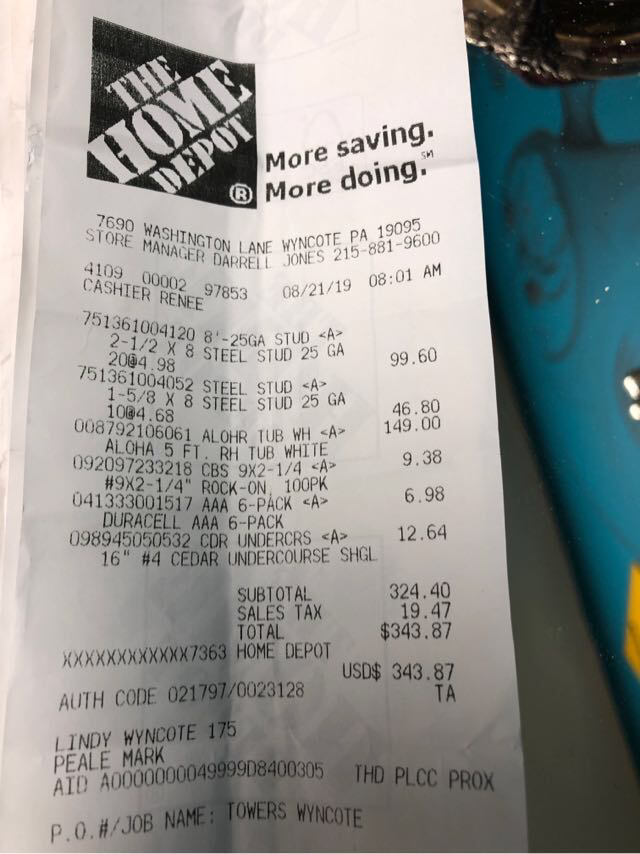 THE
HOME
DEPOT
®
More saving.
More doing.℠
7690 WASHINGTON LANE WYNCOTE PA 19095
STORE MANAGER DARRELL JONES 215-881-9600
4109 00002 97853 08/21/19 08:01 AM
CASHIER RENEE
751361004120 8'-25GA STUD <A>
2-1/2 X 8 STEEL STUD 25 GA
20@4.98 99.60
751361004052 STEEL STUD <A>
1-5/8 X 8 STEEL STUD 25 GA
10@4.68 46.80
008792106061 ALOHR TUB WH <A> 149.00
ALOHA 5 FT. RH TUB WHITE
092097233218 CBS 9X2-1/4 <A> 9.38
#9X2-1/4" ROCK-ON, 100PK
041333001517 AAA 6-PACK <A> 6.98
DURACELL AAA 6-PACK
098945050532 CDR UNDERCRS <A> 12.64
16" #4 CEDAR UNDERCOURSE SHGL
SUBTOTAL 324.40
SALES TAX 19.47
TOTAL $343.87
XXXXXXXXXXXX7363 HOME DEPOT
USD$ 343.87
AUTH CODE 021797/0023128 TA
LINDY WYNCOTE 175
PEALE MARK
AID A0000000049999D8400305 THD PLCC PROX
P.O.#/JOB NAME: TOWERS WYNCOTE